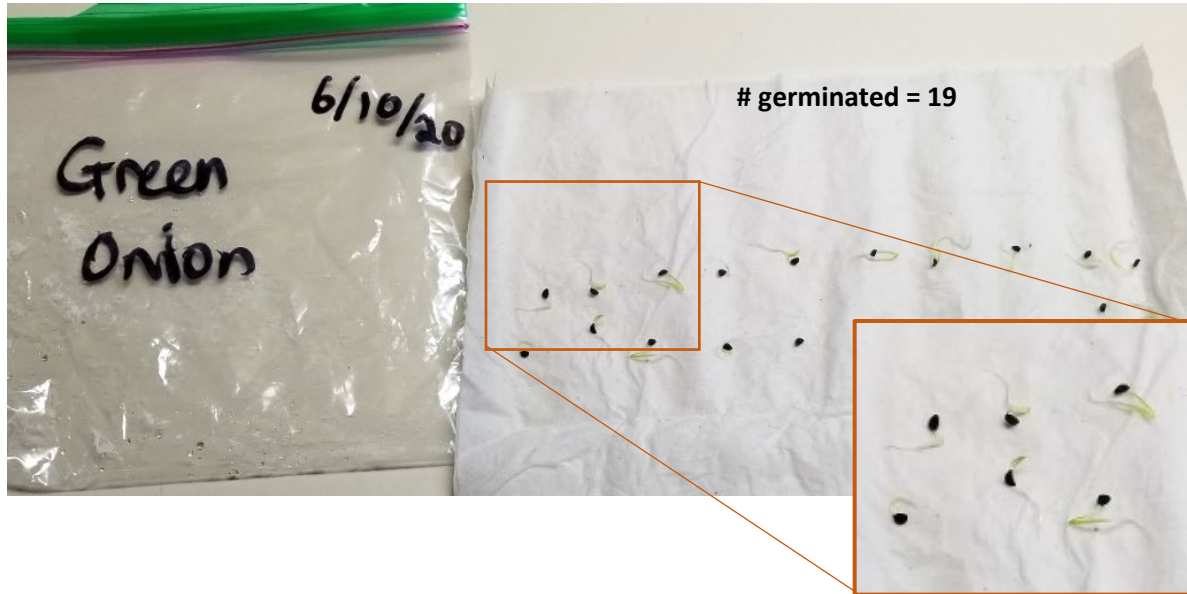 6/10/20
Green
Onion
# germinated = 19